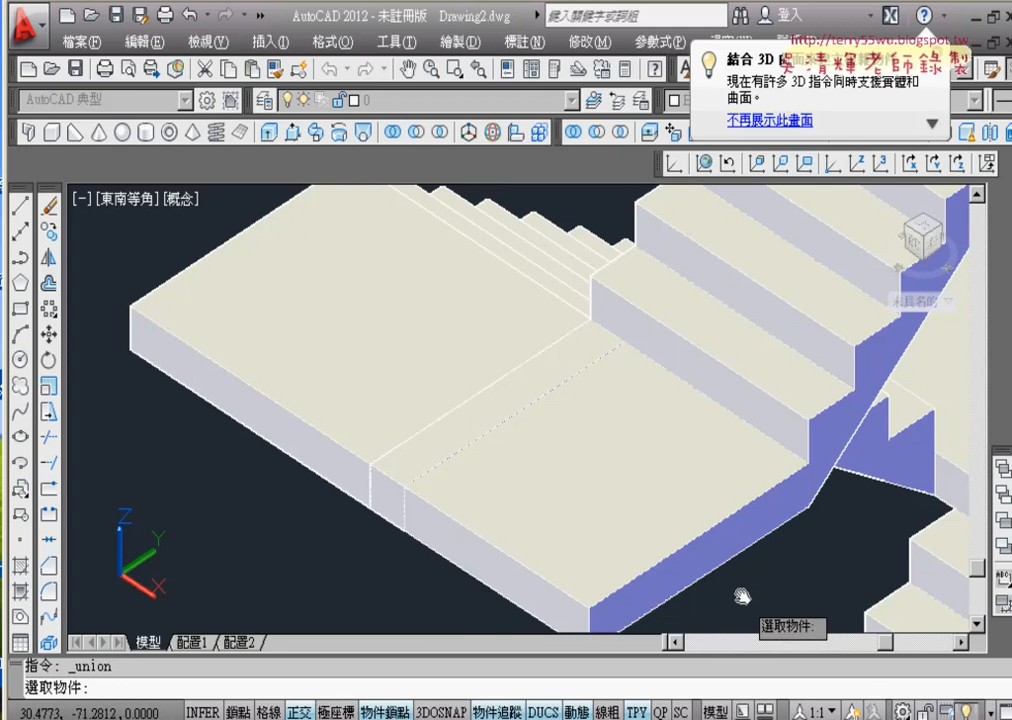 AutoCAD 2012 - 未註冊版 Drawing2.dwg
鍵入關鍵字或詞組
登入
檔案(F) 編輯(E) 檢視(V) 插入(I) 格式(O) 工具(T) 繪製(D) 標註(N) 修改(M) 參數式(P)
http://terry55wu.blogspot.tw
吳清輝老師錄製
結合 3D
現在有許多 3D 指令同時支援實體和
曲面。
不再展示此畫面
AutoCAD 典型
0
[−][東南等角][概念]
未具名的
Z
Y
X
選取物件:
模型 配置1 配置2
指令: _union
選取物件:
30.4773, -71.2812, 0.0000 INFER 鎖點 格線 正交 極座標 物件鎖點 3DOSNAP 物件追蹤 DUCS 動態 線粗 TPY QP SC 模型 1:1